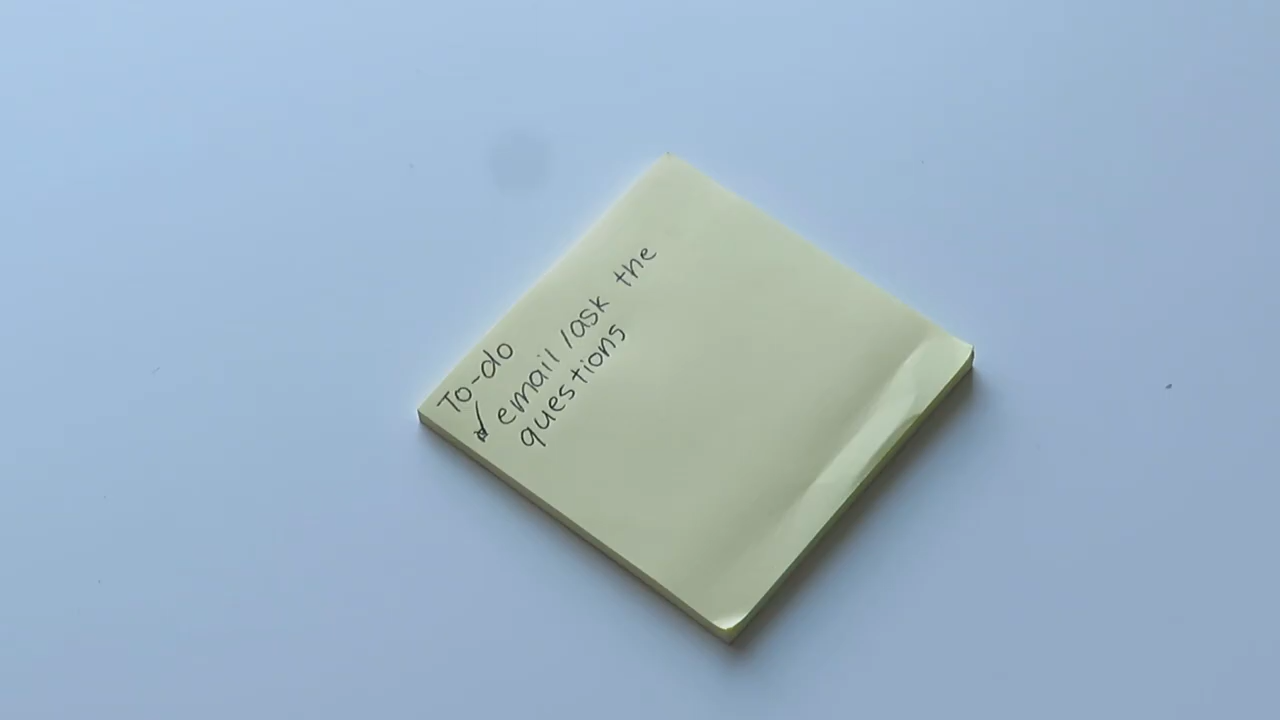 To-do
☑ email /ask the
questions